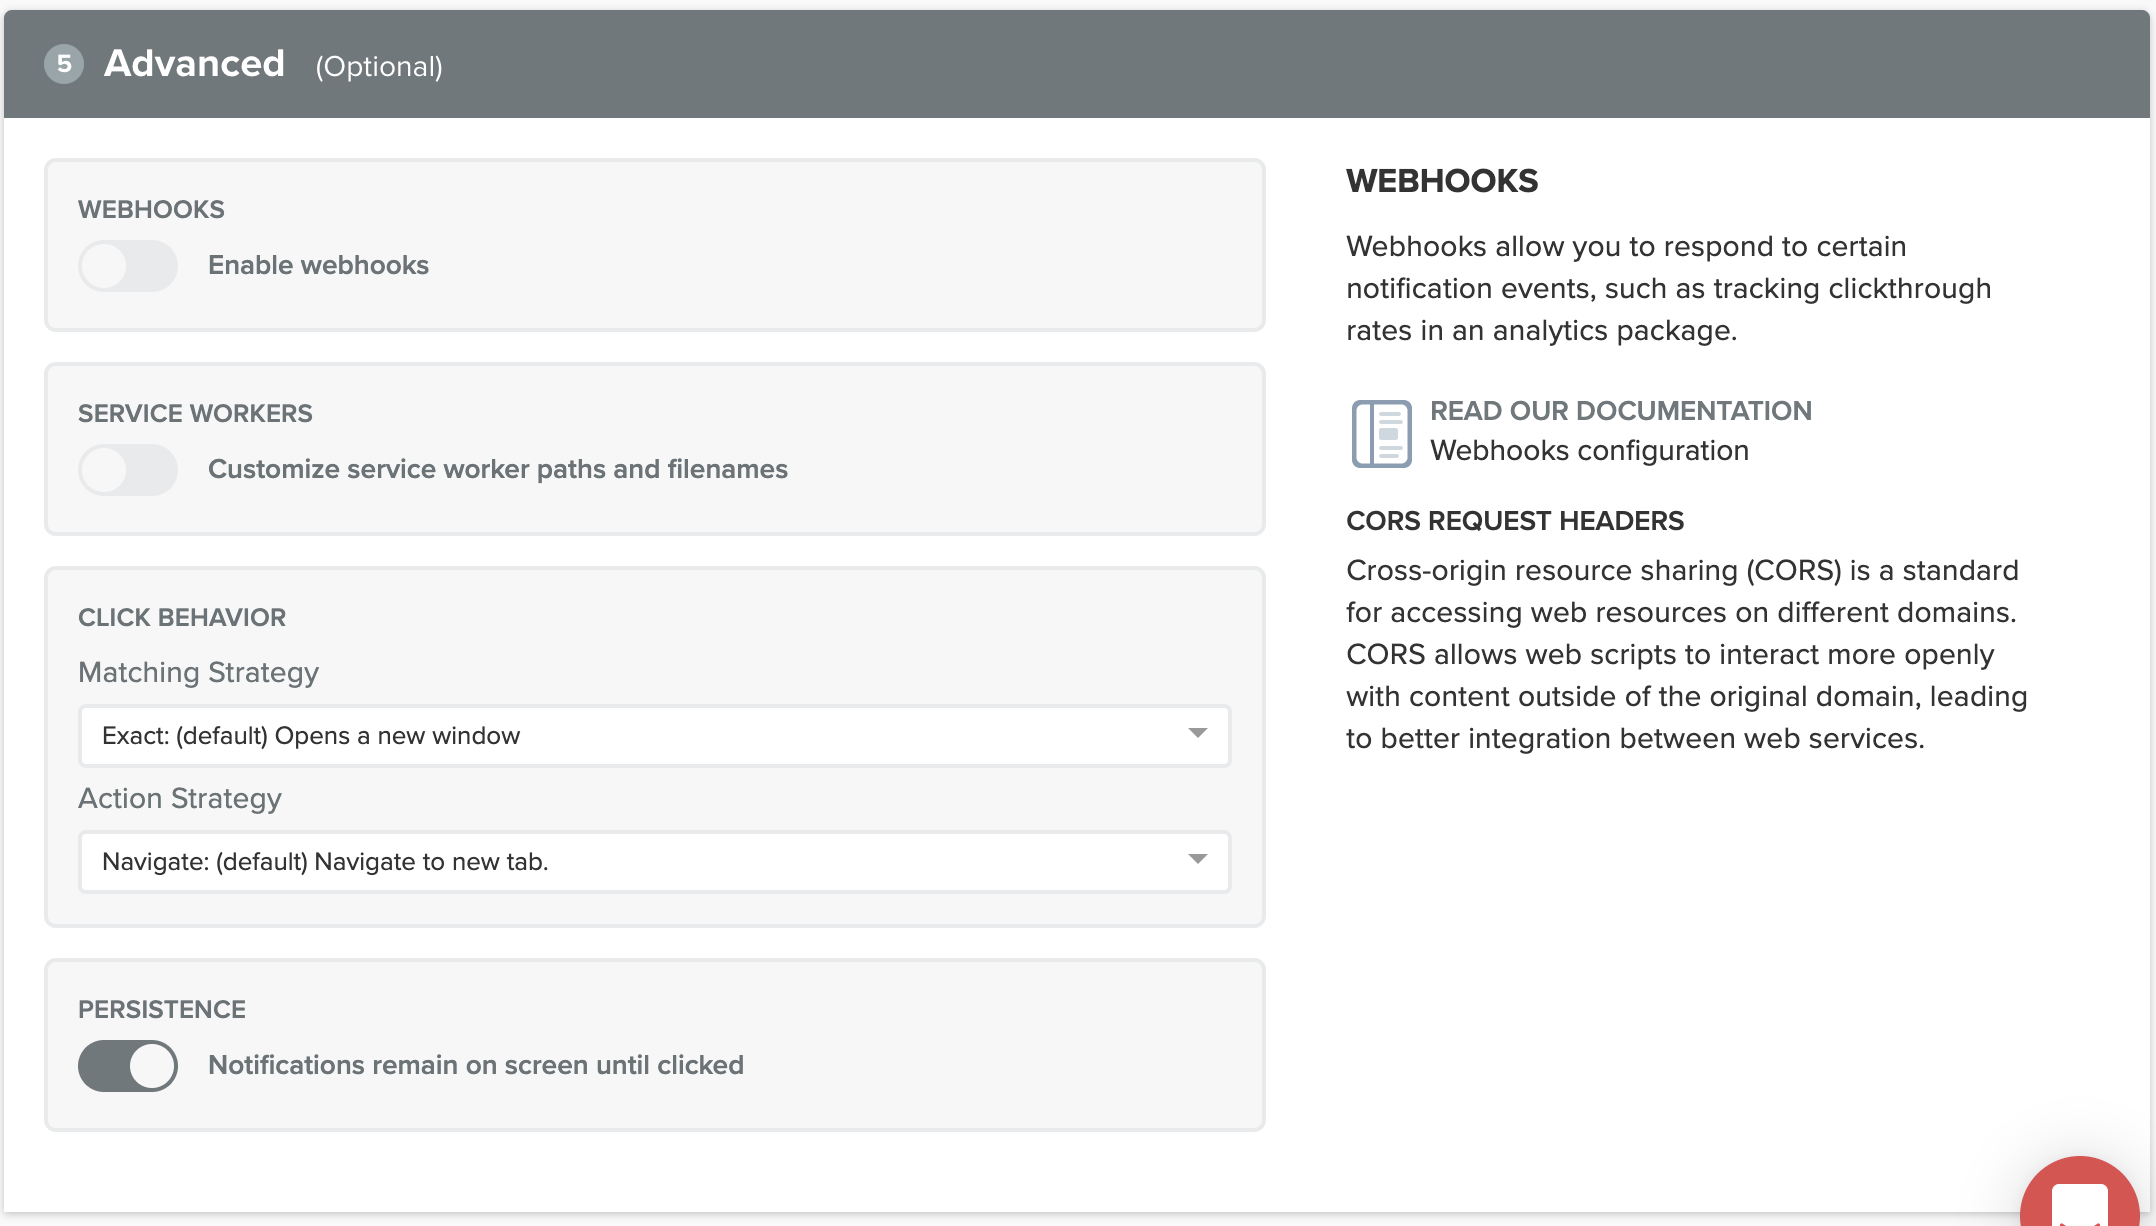 5 Advanced (Optional)
WEBHOOKS
Enable webhooks
SERVICE WORKERS
Customize service worker paths and filenames
CLICK BEHAVIOR
Matching Strategy
Exact: (default) Opens a new window
Action Strategy
Navigate: (default) Navigate to new tab.
PERSISTENCE
Notifications remain on screen until clicked
WEBHOOKS
Webhooks allow you to respond to certain
notification events, such as tracking clickthrough
rates in an analytics package.
READ OUR DOCUMENTATION
Webhooks configuration
CORS REQUEST HEADERS
Cross-origin resource sharing (CORS) is a standard
for accessing web resources on different domains.
CORS allows web scripts to interact more openly
with content outside of the original domain, leading
to better integration between web services.